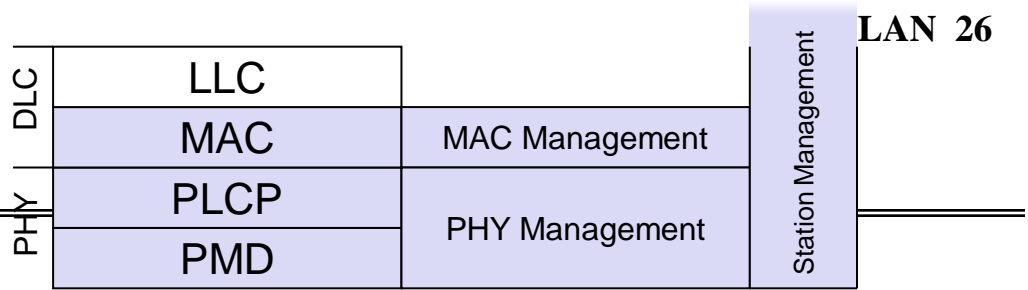 LAN 26
DLC
LLC
MAC
MAC Management
PHY
PLCP
PMD
PHY Management
Station Management